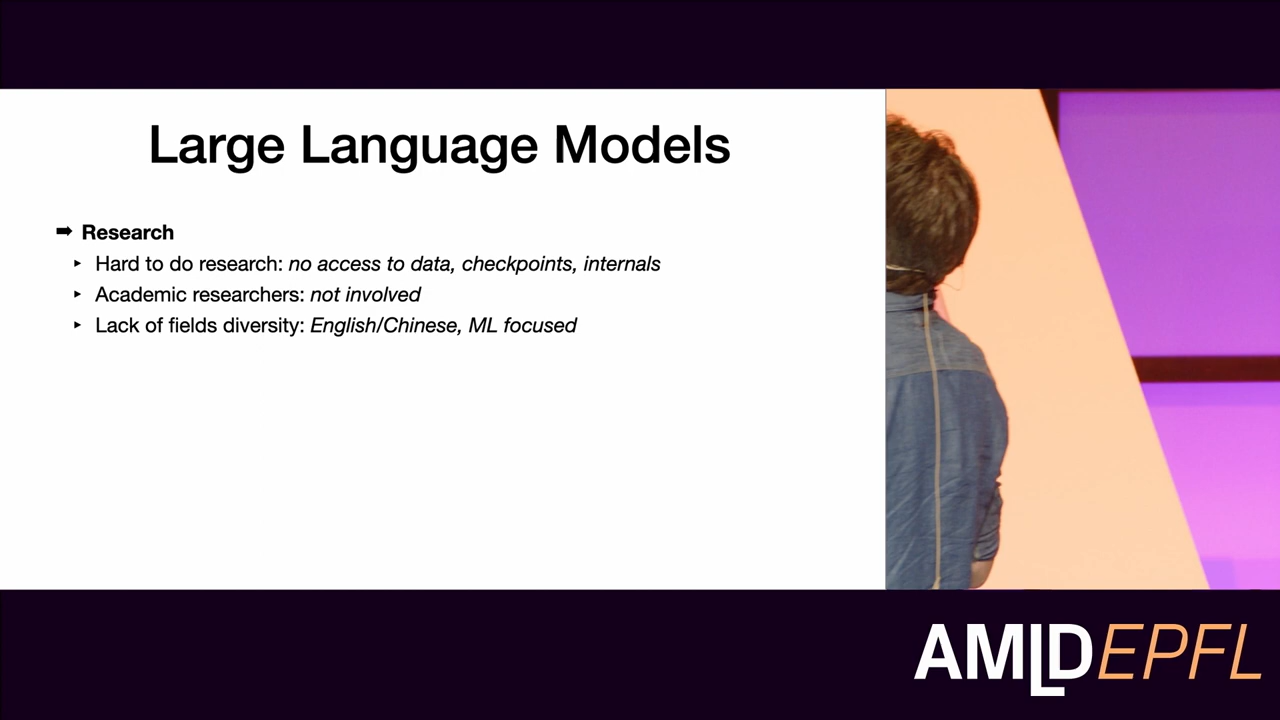 Large Language Models
➡ Research
‣ Hard to do research: no access to data, checkpoints, internals
‣ Academic researchers: not involved
‣ Lack of fields diversity: English/Chinese, ML focused
AMLD EPFL